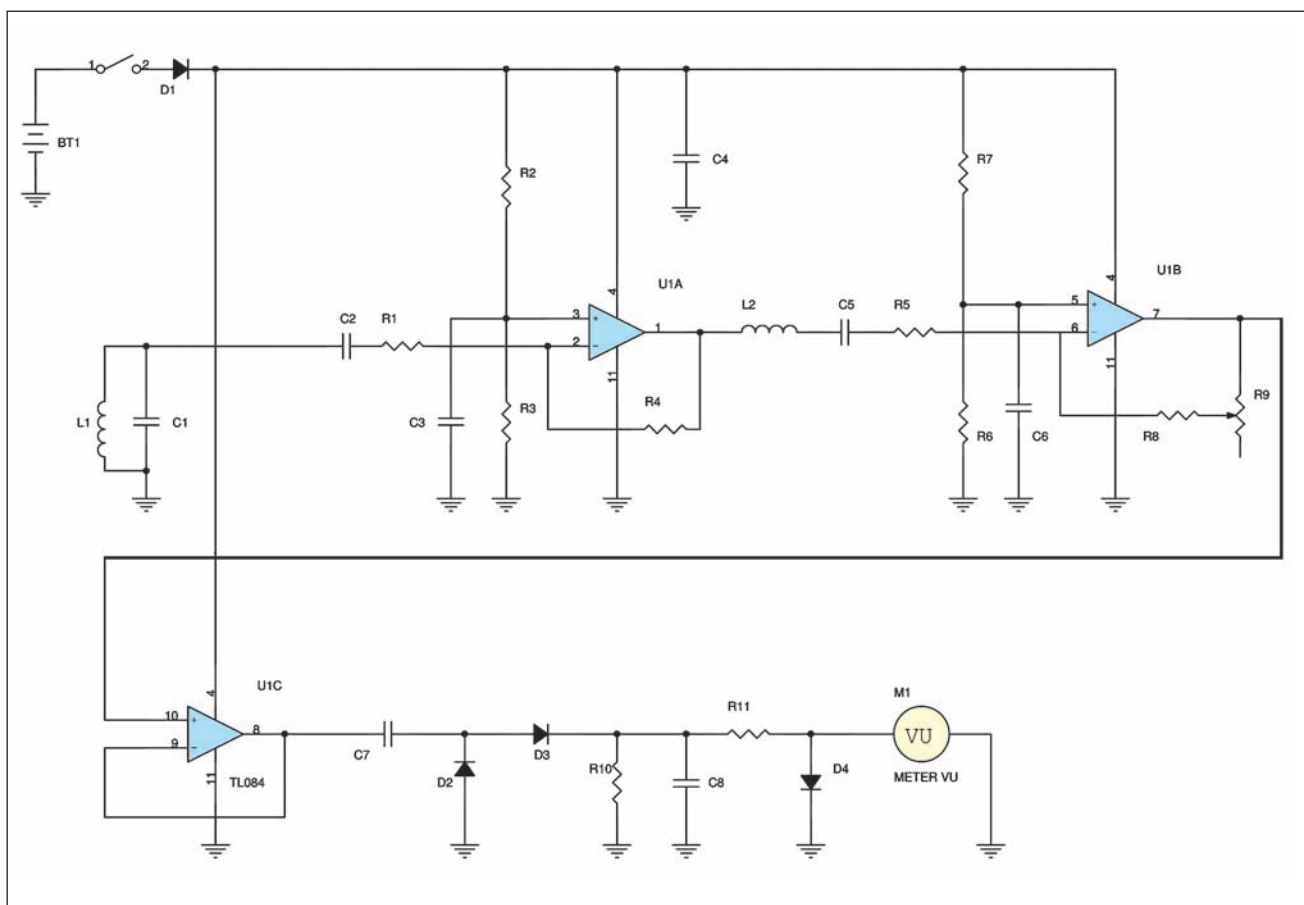 1
2
D1
BT1
R2
C4
R7
U1A
4
U1B
4
3
+
2
−
1
11
C2
R1
L2
C5
R5
5
+
6
−
7
11
L1
C1
C3
R3
R4
R6
C6
R8
R9
U1C
4
10
+
9
−
8
11
TL084
C7
D2
D3
R10
C8
R11
D4
M1
VU
METER VU